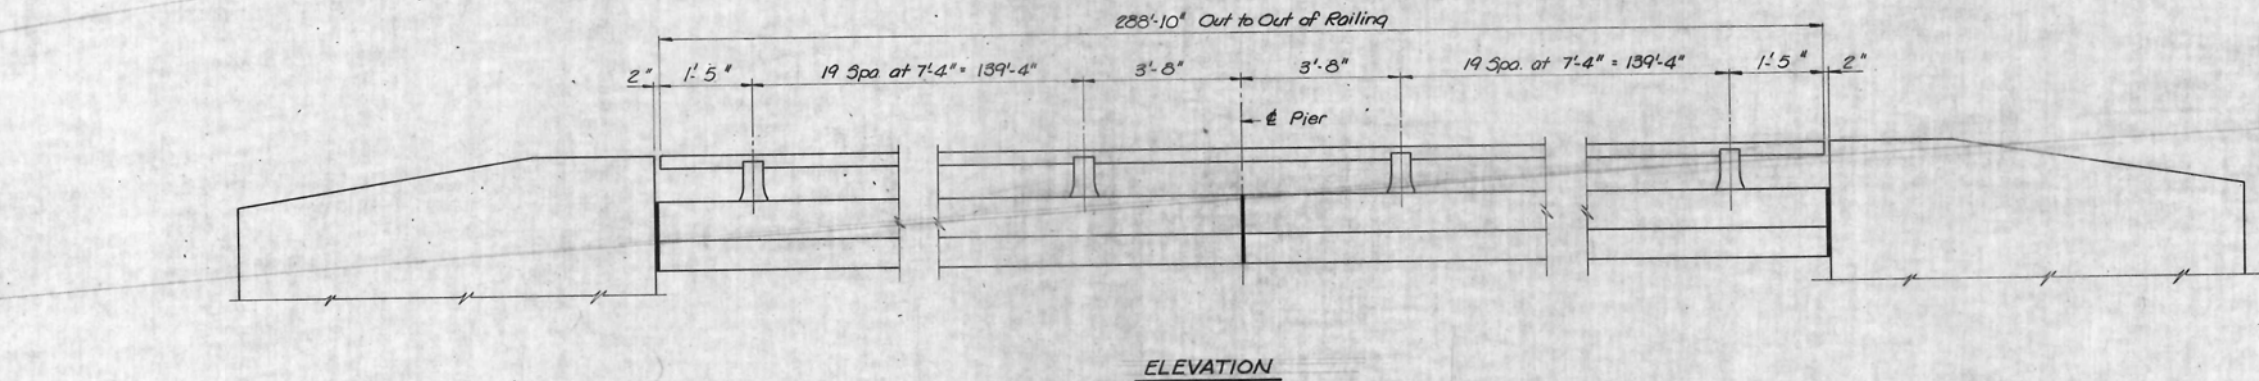 288'-10" Out to Out of Railing
2" 1'-5" 19 Spa. at 7'-4" = 139'-4" 3'-8" 3'-8" 19 Spa. at 7'-4" = 139'-4" 1'-5" 2"
℄ Pier
ELEVATION